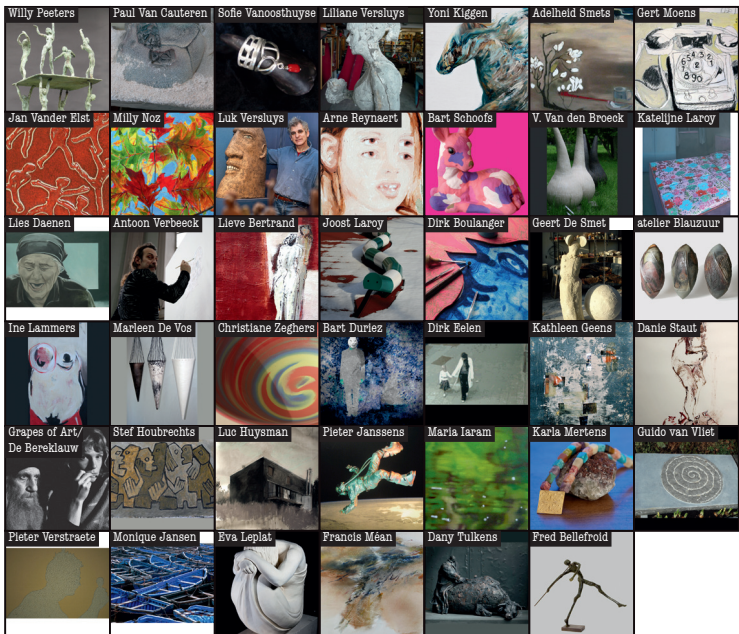 Willy Peeters
Paul Van Cauteren
Sofie Vanoosthuyse
Liliane Versluys
Yoni Kiggen
Adelheid Smets
Gert Moens
Jan Vander Elst
Milly Noz
Luk Versluys
Arne Reynaert
Bart Schoofs
V. Van den Broeck
Katelijne Laroy
Lies Daenen
Antoon Verbeeck
Lieve Bertrand
Joost Laroy
Dirk Boulanger
Geert De Smet
atelier Blauzuur
Ine Lammers
Marleen De Vos
Christiane Zeghers
Bart Duriez
Dirk Eelen
Kathleen Geens
Danie Staut
Grapes of Art/
De Bereklauw
Stef Houbrechts
Luc Huysman
Pieter Janssens
Maria Iaram
Karla Mertens
Guido van Vliet
Pieter Verstraete
Monique Jansen
Eva Leplat
Francis Méan
Dany Tulkens
Fred Bellefroid